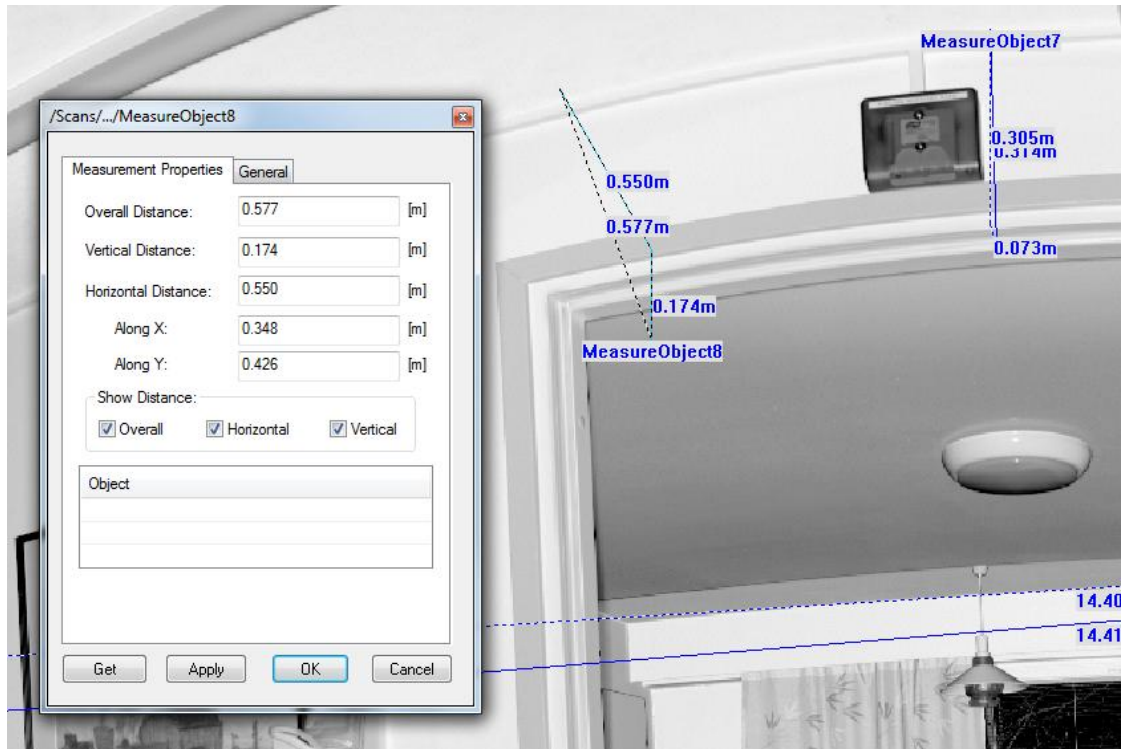 /Scans/.../MeasureObject8
Measurement Properties
General
Overall Distance:
0.577
[m]
Vertical Distance:
0.174
[m]
Horizontal Distance:
0.550
[m]
Along X:
0.348
[m]
Along Y:
0.426
[m]
Show Distance:
Overall
Horizontal
Vertical
Object
Get
Apply
OK
Cancel
0.550m
0.577m
0.174m
MeasureObject8
MeasureObject7
0.305m
0.314m
0.073m
14.40
14.41